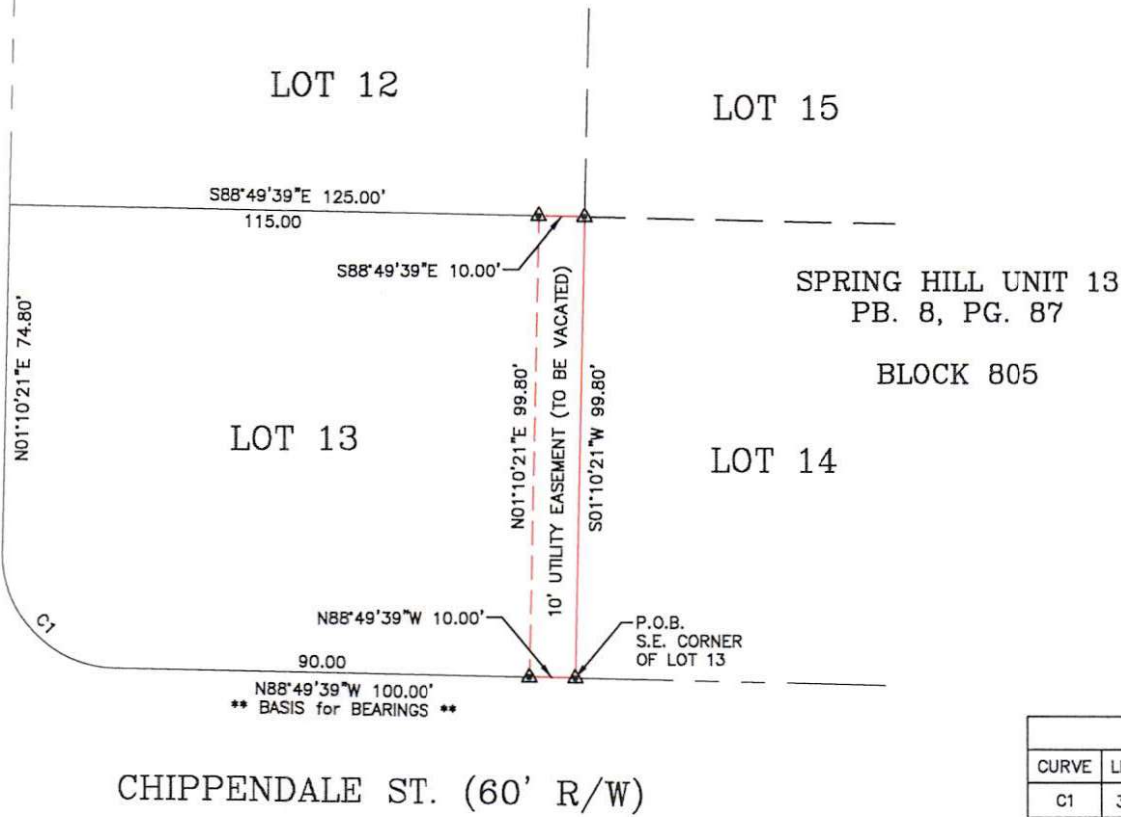 LOT 12
LOT 15
S88°49'39"E 125.00'
115.00
S88°49'39"E 10.00'
SPRING HILL UNIT 13
PB. 8, PG. 87
BLOCK 805
N01°10'21"E 74.80'
LOT 13
N01°10'21"E 99.80'
10' UTILITY EASEMENT (TO BE VACATED)
S01°10'21"W 99.80'
LOT 14
C1
N88°49'39"W 10.00'
P.O.B.
S.E. CORNER
OF LOT 13
90.00
N88°49'39"W 100.00'
** BASIS for BEARINGS **
CHIPPENDALE ST. (60' R/W)
CURVE
C1